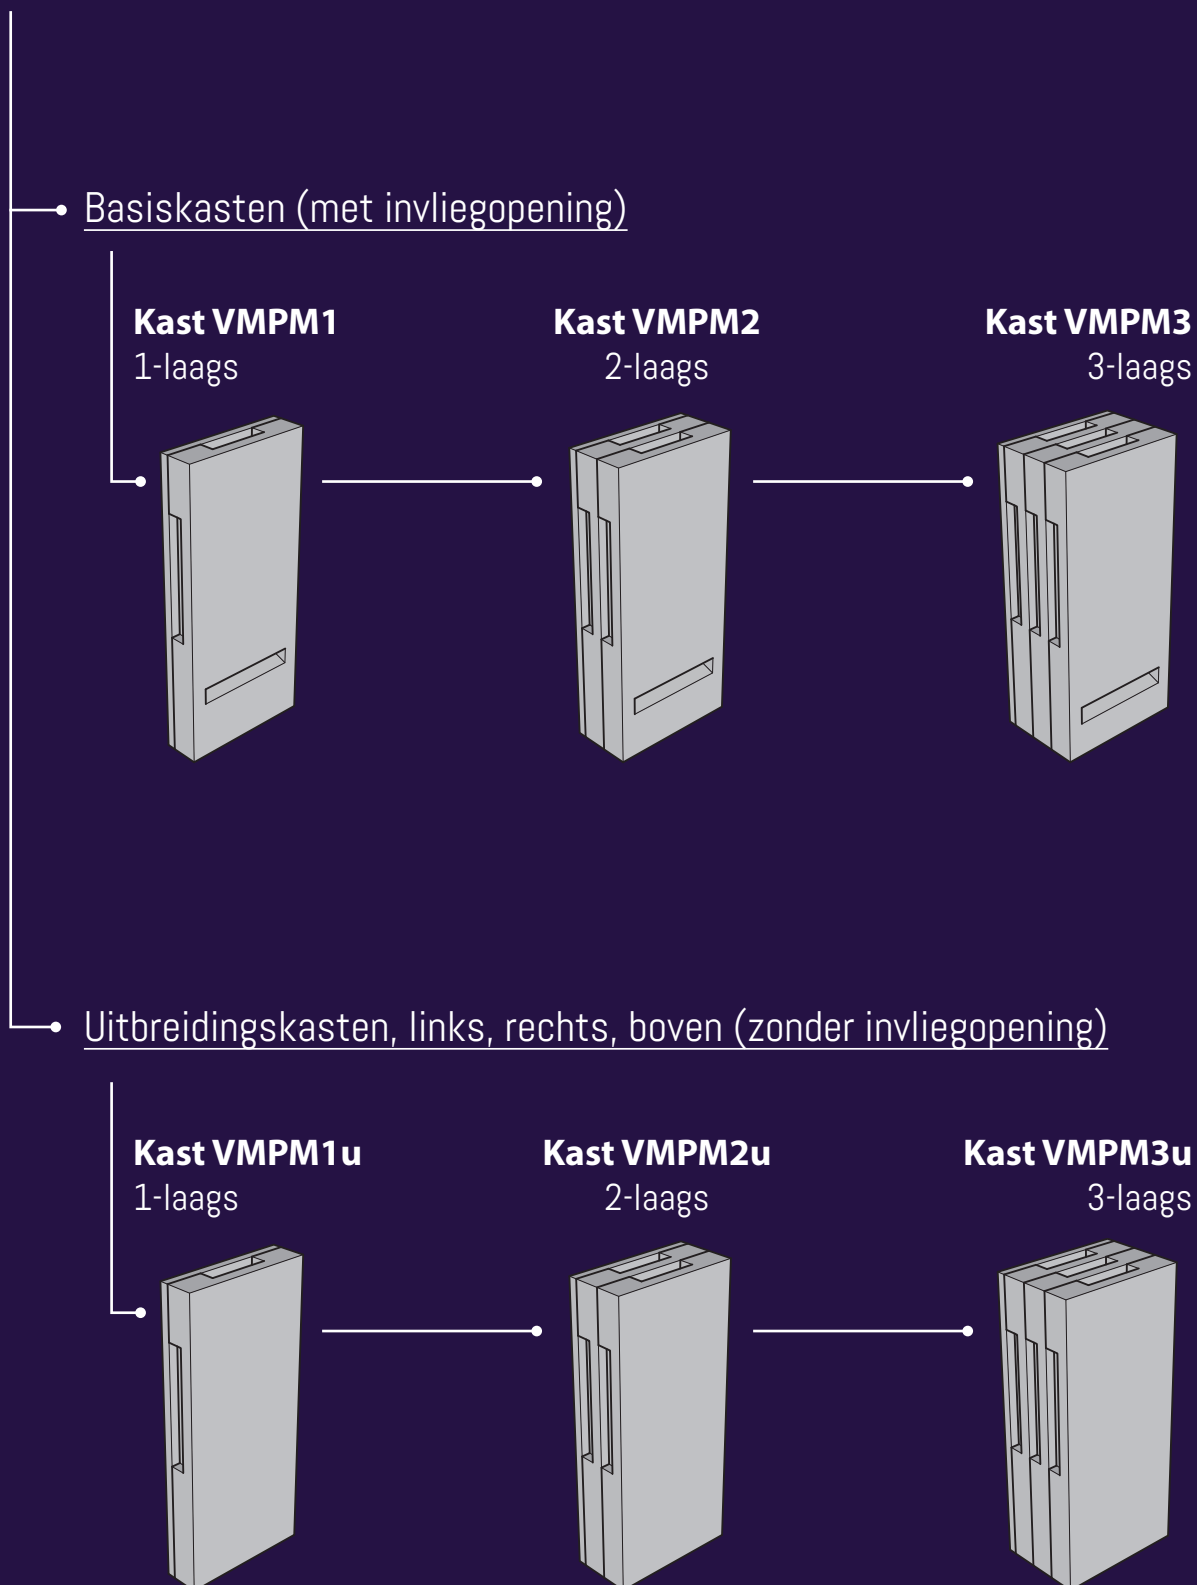 Basiskasten (met invliegopening)
Kast VMPM1
1-laags
Kast VMPM2
2-laags
Kast VMPM3
3-laags
Uitbreidingskasten, links, rechts, boven (zonder invliegopening)
Kast VMPM1u
1-laags
Kast VMPM2u
2-laags
Kast VMPM3u
3-laags